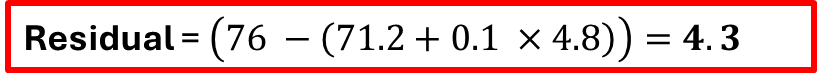 Residual = (76 − (71.2 + 0.1 × 4.8)) = 4.3